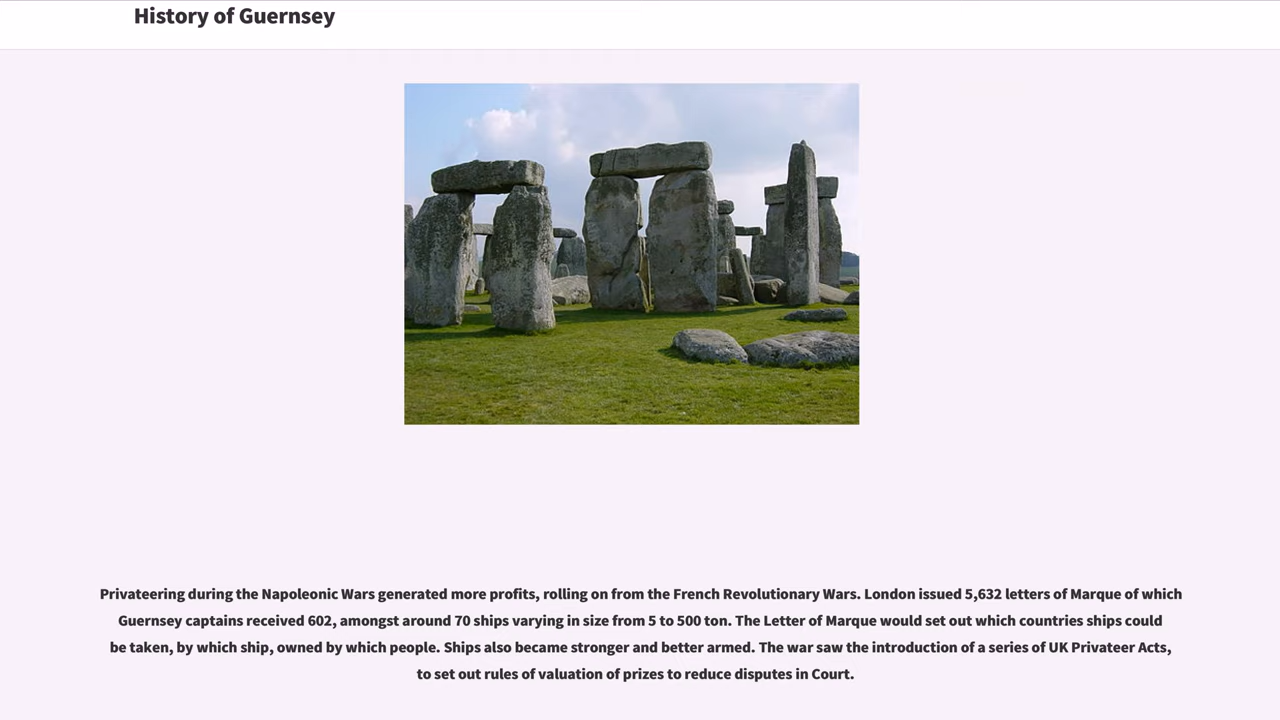 History of Guernsey
Privateering during the Napoleonic Wars generated more profits, rolling on from the French Revolutionary Wars. London issued 5,632 letters of Marque of which
Guernsey captains received 602, amongst around 70 ships varying in size from 5 to 500 ton. The Letter of Marque would set out which countries ships could
be taken, by which ship, owned by which people. Ships also became stronger and better armed. The war saw the introduction of a series of UK Privateer Acts,
to set out rules of valuation of prizes to reduce disputes in Court.